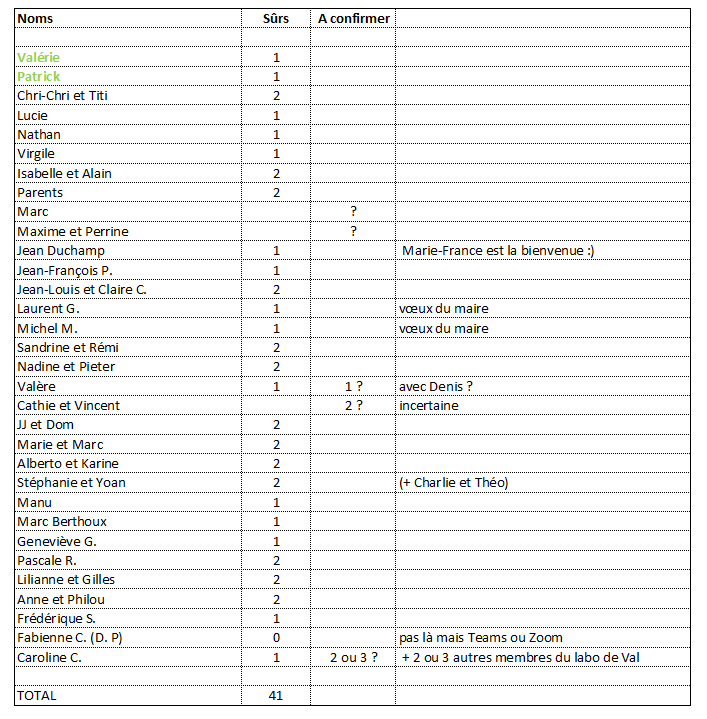 Noms Sûrs A confirmer
Valérie 1
Patrick 1
Chri-Chri et Titi 2
Lucie 1
Nathan 1
Virgile 1
Isabelle et Alain 2
Parents 2
Marc ?
Maxime et Perrine ?
Jean Duchamp 1 Marie-France est la bienvenue :)
Jean-François P. 1
Jean-Louis et Claire C. 2
Laurent G. 1 vœux du maire
Michel M. 1 vœux du maire
Sandrine et Rémi 2
Nadine et Pieter 2
Valère 1 1 ? avec Denis ?
Cathie et Vincent 2 ? incertaine
JJ et Dom 2
Marie et Marc 2
Alberto et Karine 2
Stéphanie et Yoan 2 (+ Charlie et Théo)
Manu 1
Marc Berthoux 1
Geneviève G. 1
Pascale R. 2
Lilianne et Gilles 2
Anne et Philou 2
Frédérique S. 1
Fabienne C. (D. P) 0 pas là mais Teams ou Zoom
Caroline C. 1 2 ou 3 ? + 2 ou 3 autres membres du labo de Val
TOTAL 41